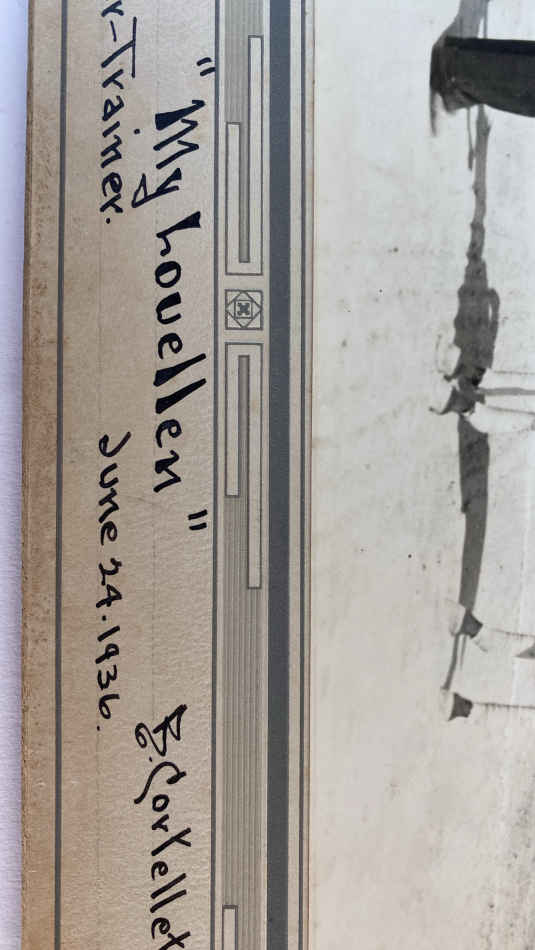 "My Louellen" B. Cortellet
r-Trainer. June 24.1936.